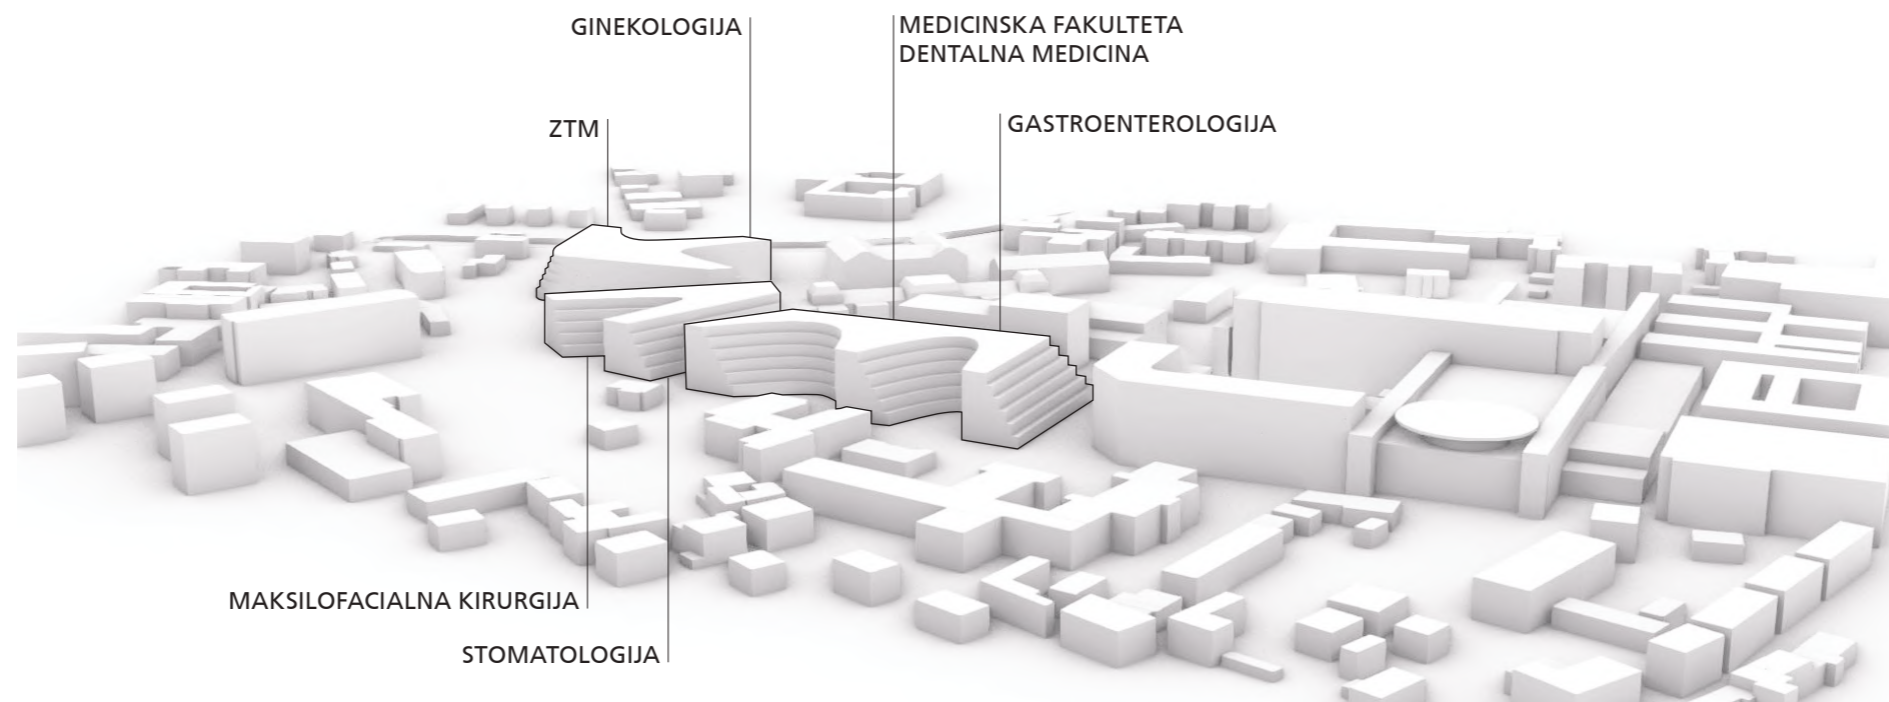 GINEKOLOGIJA
MEDICINSKA FAKULTETA
DENTALNA MEDICINA
ZTM
GASTROENTEROLOGIJA
MAKSILOFACIALNA KIRURGIJA
STOMATOLOGIJA